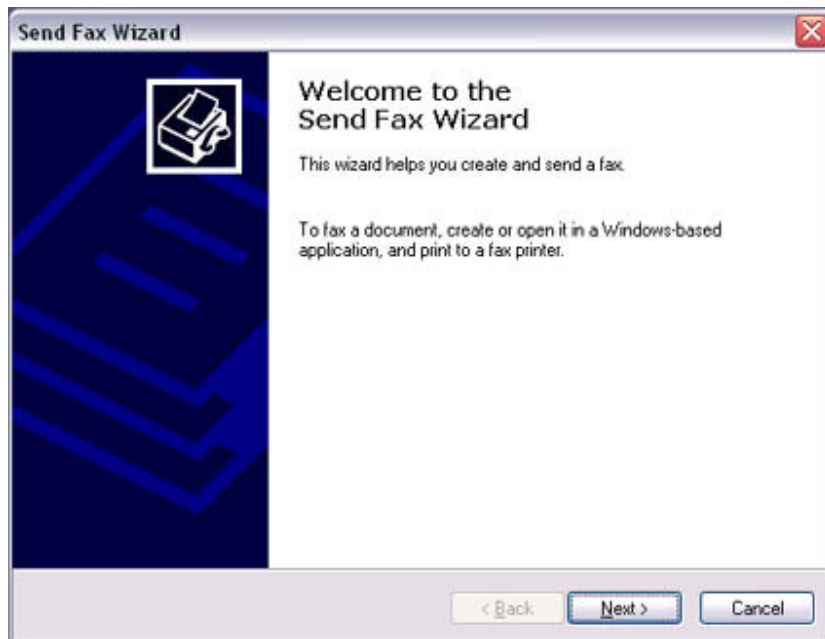 Send Fax Wizard
Welcome to the
Send Fax Wizard
This wizard helps you create and send a fax.
To fax a document, create or open it in a Windows-based
application, and print to a fax printer.
< Back
Next >
Cancel